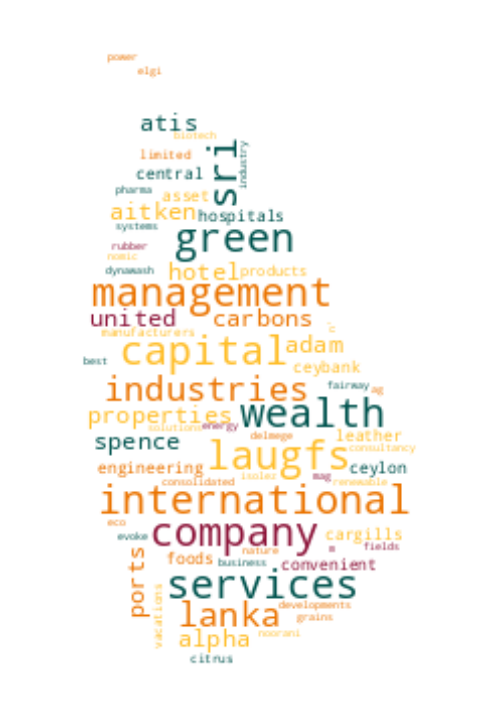 power
elgi
atis
biotech
limited
sri
industry
central
pharma
asset
aitken
hospitals
systems
green
rubber
nomic
dynawash
hotel
products
management
united
carbons
c
manufacturers
capital
adam
best
ceybank
industries
fairway
ag
properties
wealth
solutions
energy
spence
delmege
leather
laugfs
consultancy
engineering
ceylon
consolidated
isolez
mag
renewable
international
eco
evoke
company
cargills
nature
m
fields
foods
business
convenient
ports
services
vacations
lanka
developments
grains
alpha
noorani
citrus